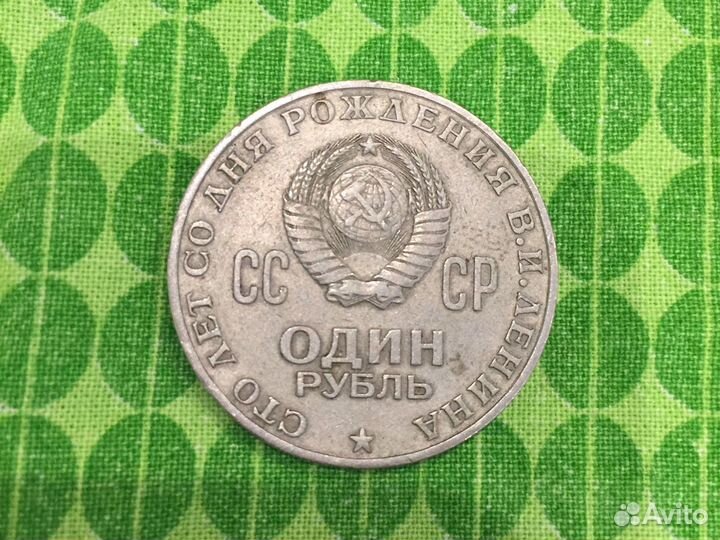 СТО ЛЕТ СО ДНЯ РОЖДЕНИЯ В.И.ЛЕНИНА
СС СР
ОДИН
РУБЛЬ
Avito